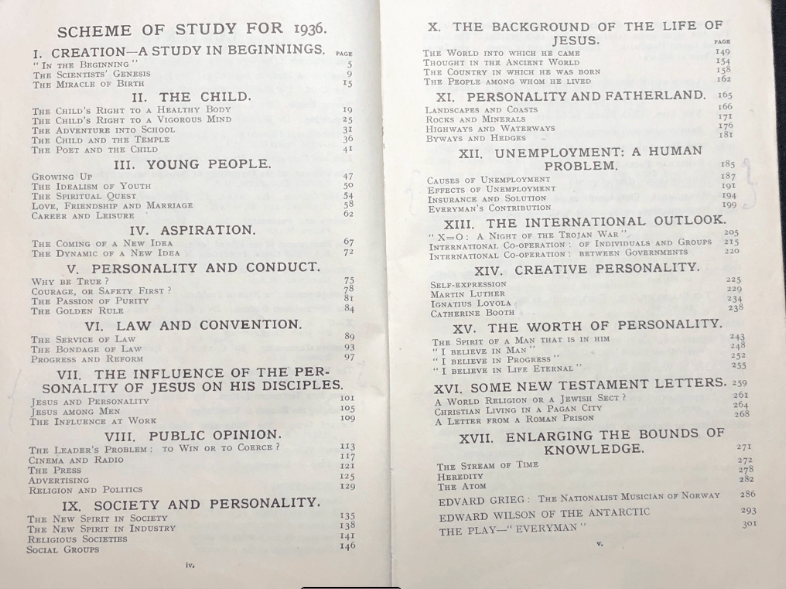 SCHEME OF STUDY FOR 1936.
I. CREATION—A STUDY IN BEGINNINGS. PAGE
"IN THE BEGINNING" 5
THE SCIENTISTS' GENESIS 9
THE MIRACLE OF BIRTH 15
II. THE CHILD.
THE CHILD'S RIGHT TO A HEALTHY BODY 19
THE CHILD'S RIGHT TO A VIGOROUS MIND 25
THE ADVENTURE INTO SCHOOL 31
THE CHILD AND THE TEMPLE 36
THE POET AND THE CHILD 41
III. YOUNG PEOPLE.
GROWING UP 47
THE IDEALISM OF YOUTH 50
THE SPIRITUAL QUEST 54
LOVE, FRIENDSHIP AND MARRIAGE 58
CAREER AND LEISURE 62
IV. ASPIRATION.
THE COMING OF A NEW IDEA 67
THE DYNAMIC OF A NEW IDEA 72
V. PERSONALITY AND CONDUCT.
WHY BE TRUE? 75
COURAGE, OR SAFETY FIRST? 78
THE PASSION OF PURITY 81
THE GOLDEN RULE 84
VI. LAW AND CONVENTION.
THE SERVICE OF LAW 89
THE BONDAGE OF LAW 93
PROGRESS AND REFORM 97
VII. THE INFLUENCE OF THE PER-
SONALITY OF JESUS ON HIS DISCIPLES.
JESUS AND PERSONALITY 101
JESUS AMONG MEN 105
THE INFLUENCE AT WORK 109
VIII. PUBLIC OPINION.
THE LEADER'S PROBLEM: TO WIN OR TO COERCE? 113
CINEMA AND RADIO 117
THE PRESS 121
ADVERTISING 125
RELIGION AND POLITICS 129
IX. SOCIETY AND PERSONALITY.
THE NEW SPIRIT IN SOCIETY 135
THE NEW SPIRIT IN INDUSTRY 138
RELIGIOUS SOCIETIES 141
SOCIAL GROUPS 146
iv.
X. THE BACKGROUND OF THE LIFE OF
JESUS. PAGE
THE WORLD INTO WHICH HE CAME 149
THOUGHT IN THE ANCIENT WORLD 154
THE COUNTRY IN WHICH HE WAS BORN 158
THE PEOPLE AMONG WHOM HE LIVED 162
XI. PERSONALITY AND FATHERLAND. 165
LANDSCAPES AND COASTS 166
ROCKS AND MINERALS 171
HIGHWAYS AND WATERWAYS 176
BYWAYS AND HEDGES 181
XII. UNEMPLOYMENT: A HUMAN
PROBLEM. 185
CAUSES OF UNEMPLOYMENT 187
EFFECTS OF UNEMPLOYMENT 191
INSURANCE AND SOLUTION 194
EVERYMAN'S CONTRIBUTION 199
XIII. THE INTERNATIONAL OUTLOOK.
"X=O: A NIGHT OF THE TROJAN WAR" 205
INTERNATIONAL CO-OPERATION: OF INDIVIDUALS AND GROUPS 215
INTERNATIONAL CO-OPERATION: BETWEEN GOVERNMENTS 220
XIV. CREATIVE PERSONALITY.
SELF-EXPRESSION 225
MARTIN LUTHER 229
IGNATIUS LOYOLA 234
CATHERINE BOOTH 238
XV. THE WORTH OF PERSONALITY.
THE SPIRIT OF A MAN THAT IS IN HIM 243
"I BELIEVE IN MAN" 248
"I BELIEVE IN PROGRESS" 252
"I BELIEVE IN LIFE ETERNAL" 255
XVI. SOME NEW TESTAMENT LETTERS. 259
A WORLD RELIGION OR A JEWISH SECT? 261
CHRISTIAN LIVING IN A PAGAN CITY 264
A LETTER FROM A ROMAN PRISON 268
XVII. ENLARGING THE BOUNDS OF
KNOWLEDGE. 271
THE STREAM OF TIME 272
HEREDITY 278
THE ATOM 282
EDVARD GRIEG: THE NATIONALIST MUSICIAN OF NORWAY 286
EDWARD WILSON OF THE ANTARCTIC 293
THE PLAY—"EVERYMAN" 301
v.